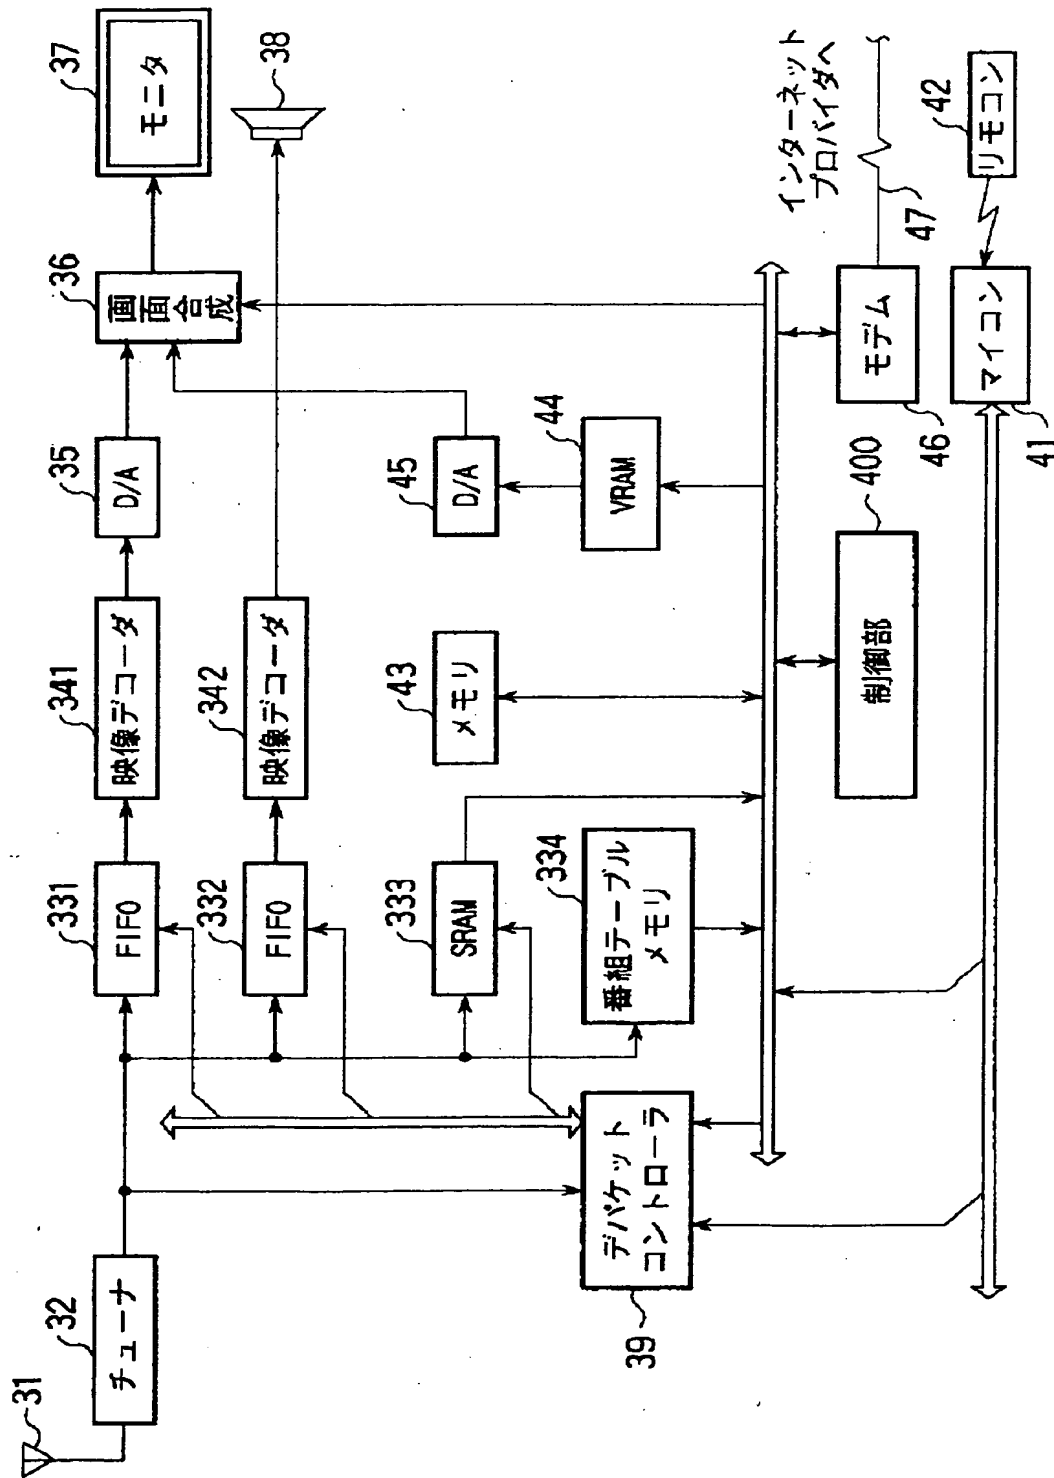 31
32
チューナ
331
FIFO
341
映像デコーダ
35
D/A
36
画面合成
37
モニタ
332
FIFO
342
映像デコーダ
38
333
SRAM
43
メモリ
45
D/A
334
番組テーブル
メモリ
44
VRAM
39
デパケット
コントローラ
400
制御部
46
モデム
47
インターネット
プロバイダへ
41
マイコン
42
リモコン